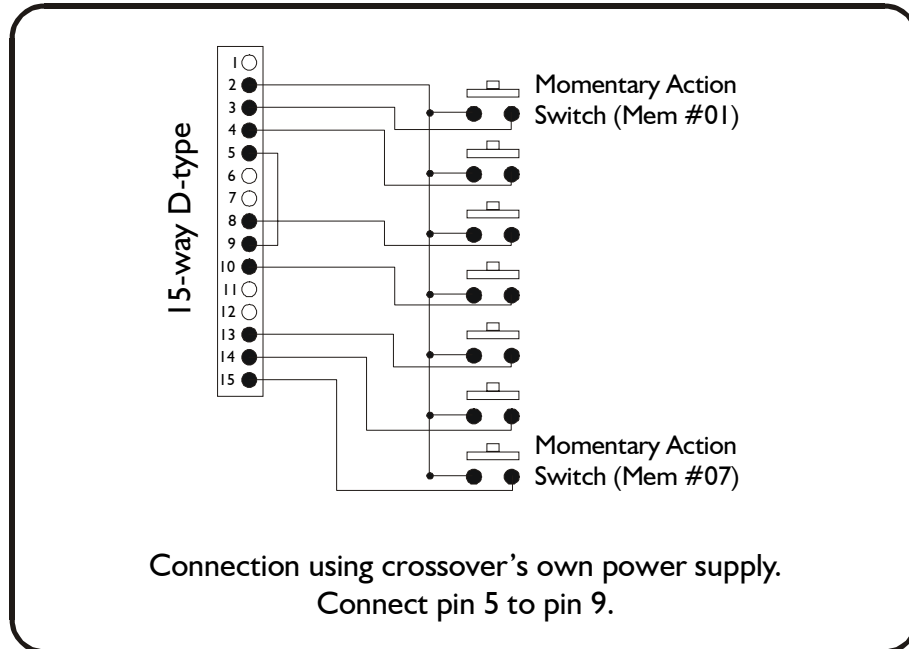 15-way D-type
1
2
3
4
5
6
7
8
9
10
11
12
13
14
15
Momentary Action
Switch (Mem #01)
Momentary Action
Switch (Mem #07)
Connection using crossover's own power supply.
Connect pin 5 to pin 9.